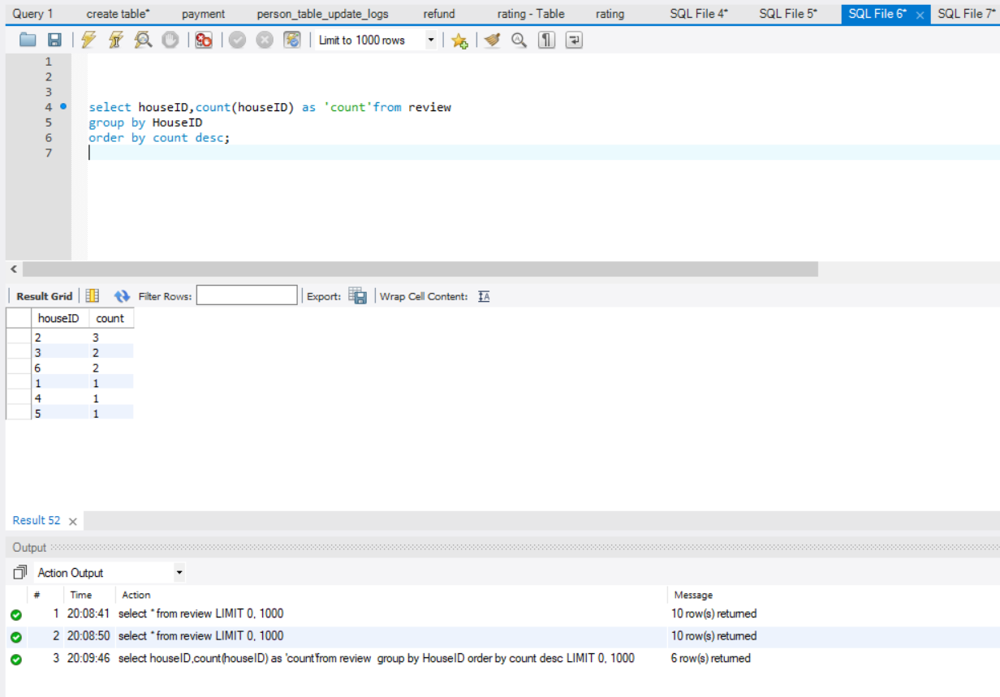 Query 1 create table* payment person_table_update_logs refund rating - Table rating SQL File 4* SQL File 5* SQL File 6* × SQL File 7*
Limit to 1000 rows
1
2
3
4 select houseID,count(houseID) as 'count'from review
5 group by HouseID
6 order by count desc;
7
Result Grid Filter Rows: Export: Wrap Cell Content:
houseID count
2 3
3 2
6 2
1 1
4 1
5 1
Result 52 ×
Output
Action Output
# Time Action Message
1 20:08:41 select * from review LIMIT 0, 1000 10 row(s) returned
2 20:08:50 select * from review LIMIT 0, 1000 10 row(s) returned
3 20:09:46 select houseID,count(houseID) as 'count'from review group by HouseID order by count desc LIMIT 0, 1000 6 row(s) returned